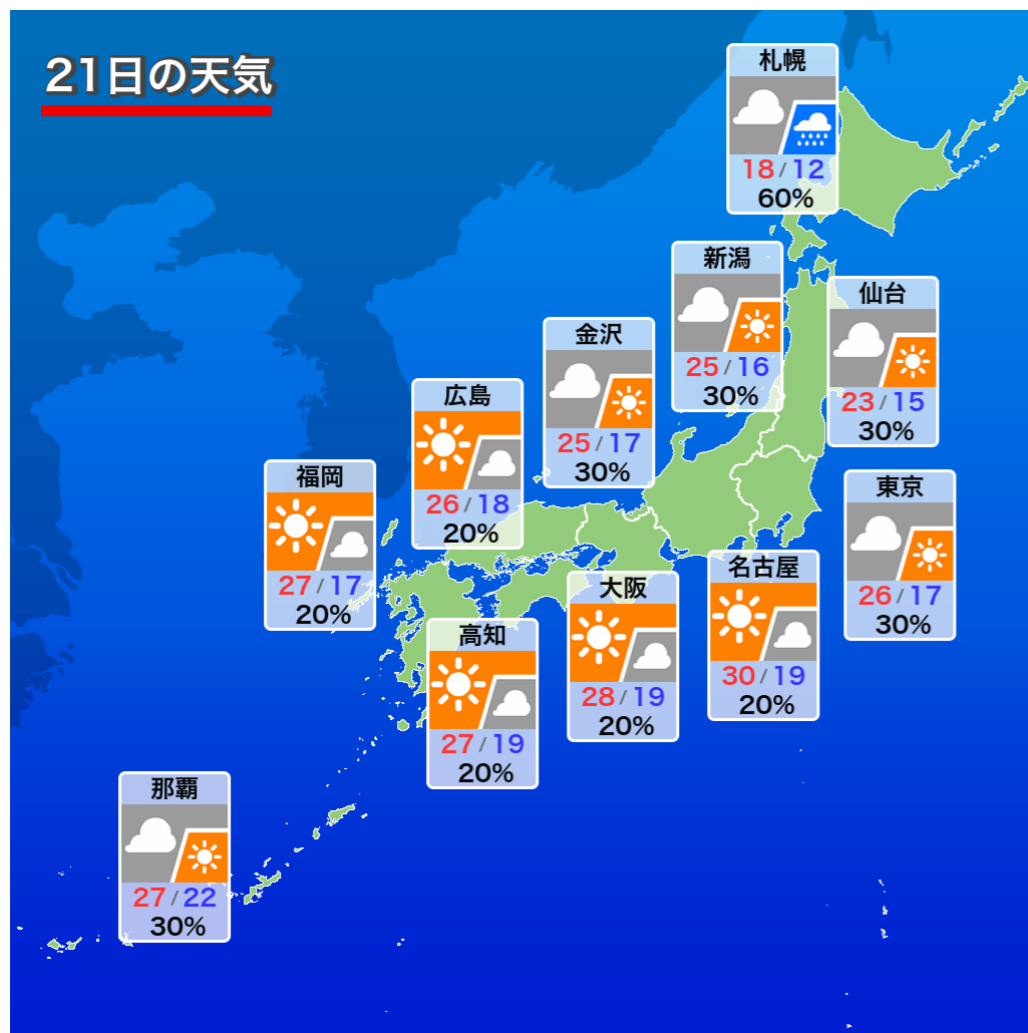 21日の天気
札幌
18/12
60%
新潟
25/16
30%
仙台
23/15
30%
金沢
25/17
30%
広島
26/18
20%
福岡
27/17
20%
東京
26/17
30%
名古屋
30/19
20%
大阪
28/19
20%
高知
27/19
20%
那覇
27/22
30%